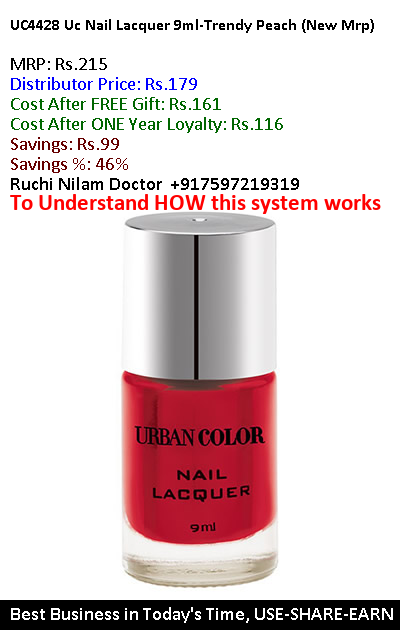 UC4428 Uc Nail Lacquer 9ml-Trendy Peach (New Mrp)
MRP: Rs.215
Distributor Price: Rs.179
Cost After FREE Gift: Rs.161
Cost After ONE Year Loyalty: Rs.116
Savings: Rs.99
Savings %: 46%
Ruchi Nilam Doctor +917597219319
To Understand HOW this system works
URBAN COLOR
NAIL
LACQUER
9ml
Best Business in Today's Time, USE-SHARE-EARN